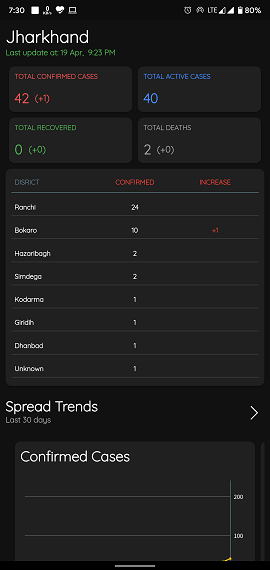 7:30 0 KB/s LTE 80%
Jharkhand
Last update at: 19 Apr, 9:23 PM
TOTAL CONFIRMED CASES TOTAL ACTIVE CASES
42 (+1) 40
TOTAL RECOVERED TOTAL DEATHS
0 (+0) 2 (+0)
DISRICT CONFIRMED INCREASE
Ranchi 24
Bokaro 10 +1
Hazaribagh 2
Simdega 2
Kodarma 1
Giridih 1
Dhanbad 1
Unknown 1
Spread Trends
Last 30 days
Confirmed Cases
200
100